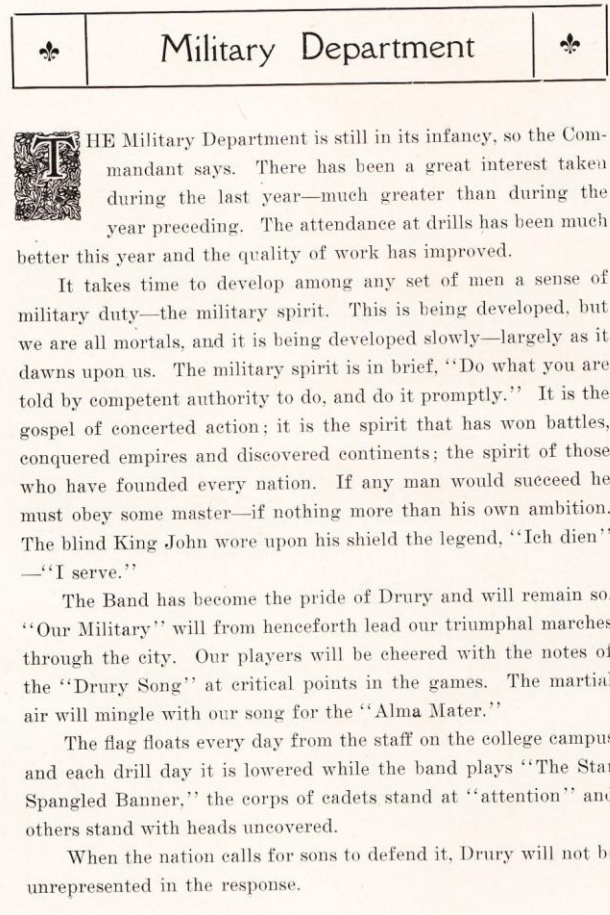 Military Department
THE Military Department is still in its infancy, so the Com-
mandant says. There has been a great interest taken
during the last year—much greater than during the
year preceding. The attendance at drills has been much
better this year and the quality of work has improved.
It takes time to develop among any set of men a sense of
military duty—the military spirit. This is being developed, but
we are all mortals, and it is being developed slowly—largely as it
dawns upon us. The military spirit is in brief, “Do what you are
told by competent authority to do, and do it promptly.” It is the
gospel of concerted action; it is the spirit that has won battles,
conquered empires and discovered continents; the spirit of those
who have founded every nation. If any man would succeed he
must obey some master—if nothing more than his own ambition.
The blind King John wore upon his shield the legend, “Ich dien”
—“I serve.”
The Band has become the pride of Drury and will remain so.
“Our Military” will from henceforth lead our triumphal marches
through the city. Our players will be cheered with the notes of
the “Drury Song” at critical points in the games. The martial
air will mingle with our song for the “Alma Mater.”
The flag floats every day from the staff on the college campus
and each drill day it is lowered while the band plays “The Star
Spangled Banner,” the corps of cadets stand at “attention” and
others stand with heads uncovered.
When the nation calls for sons to defend it, Drury will not b
unrepresented in the response.